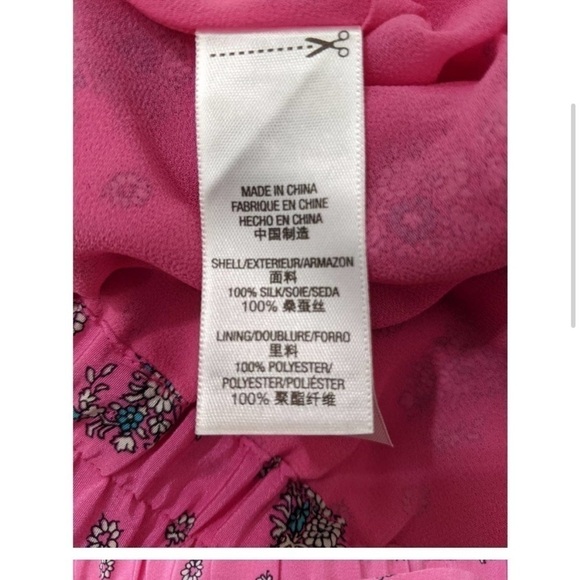 MADE IN CHINA
FABRIQUE EN CHINE
HECHO EN CHINA
中国制造
SHELL/EXTERIEUR/ARMAZON
面料
100% SILK/SOIE/SEDA
100% 桑蚕丝
LINING/DOUBLURE/FORRO
里料
100% POLYESTER/
POLYESTER/POLIÉSTER
100% 聚酯纤维